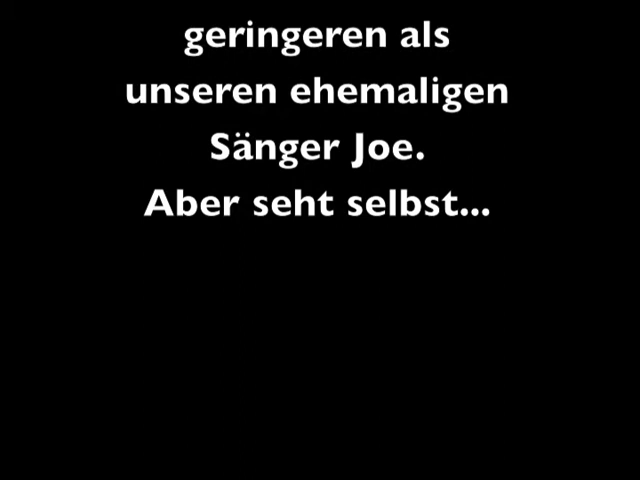 geringeren als
unseren ehemaligen
Sänger Joe.
Aber seht selbst...